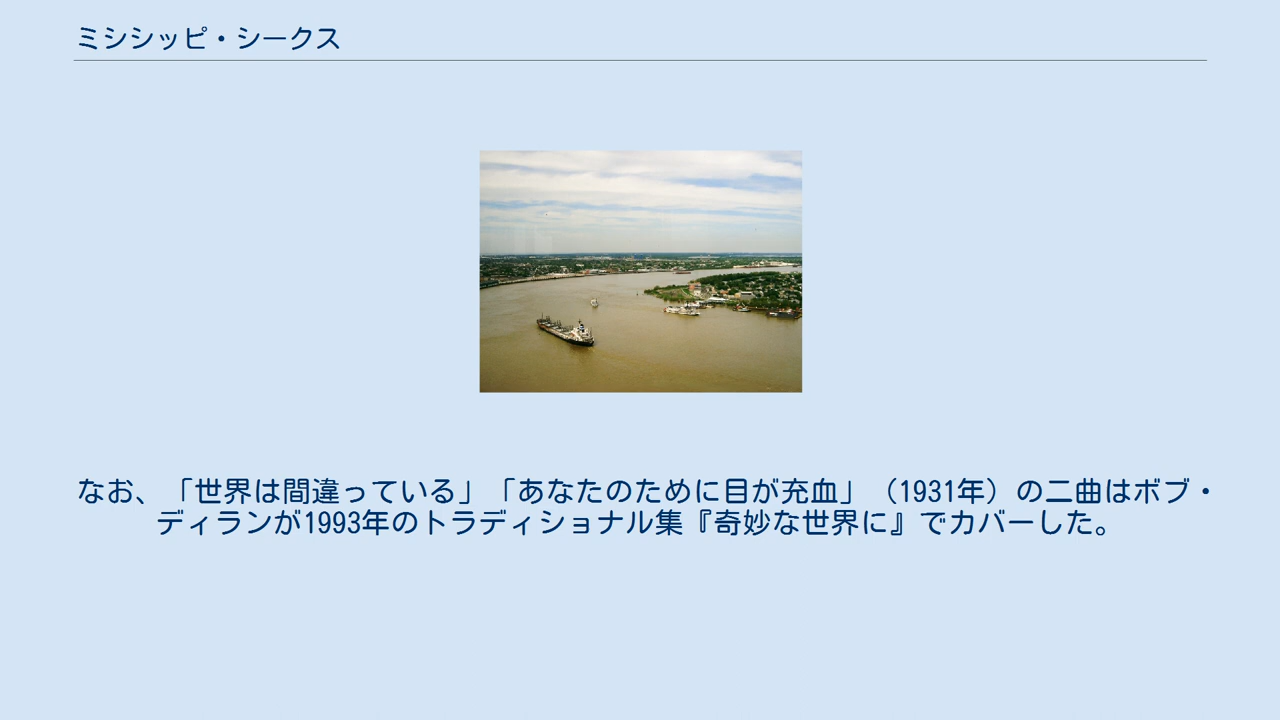 ミシシッピ・シークス
なお、「世界は間違っている」「あなたのために目が充血」（1931年）の二曲はボブ・
ディランが1993年のトラディショナル集『奇妙な世界に』でカバーした。